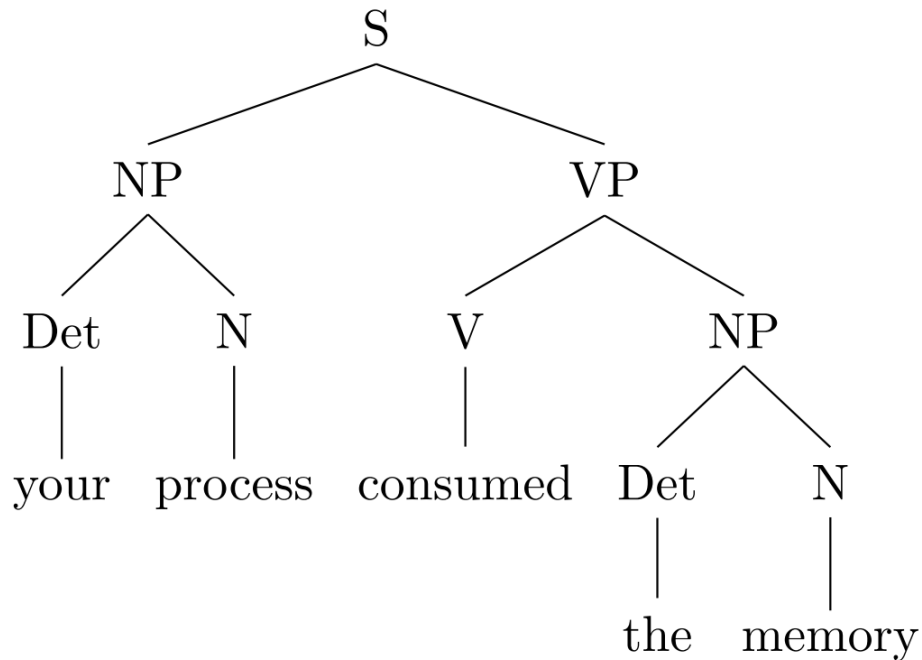 S
NP VP
Det N V NP
your process consumed Det N
the memory